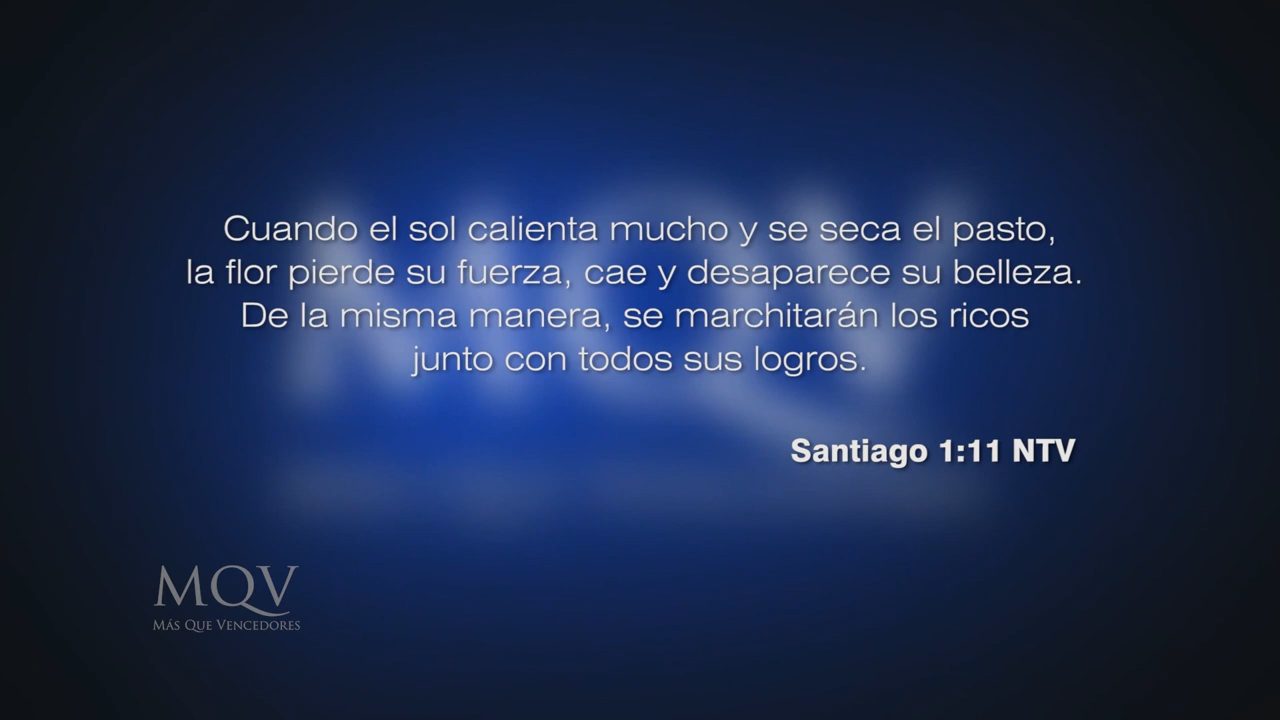 Cuando el sol calienta mucho y se seca el pasto,
la flor pierde su fuerza, cae y desaparece su belleza.
De la misma manera, se marchitarán los ricos
junto con todos sus logros.
Santiago 1:11 NTV
MQV
Más Que Vencedores